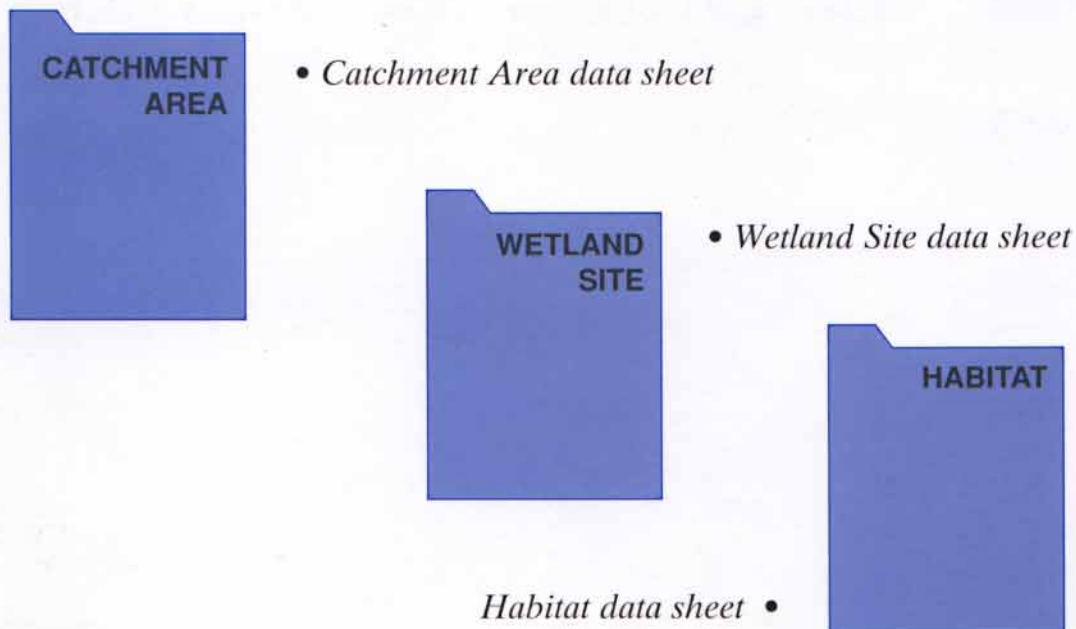 CATCHMENT
AREA
• Catchment Area data sheet
WETLAND
SITE
• Wetland Site data sheet
HABITAT
Habitat data sheet •